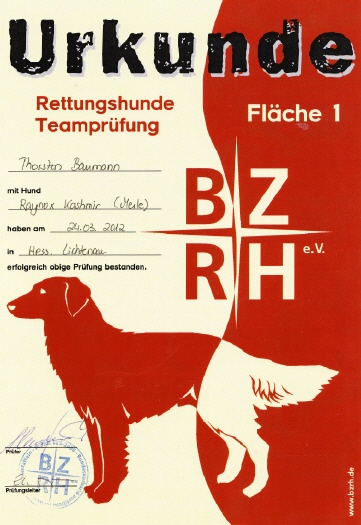 Urkunde
Rettungshunde
Teamprüfung
Fläche 1
Thorsten Baumann
mit Hund
Raynox Kashmir (Merle)
haben am 24.03.2012
in Hess. Lichtenau
erfolgreich obige Prüfung bestanden.
BZ
RH e.V.
Prüfer
BZ
RH
Prüfungsleiter
www.bzrh.de